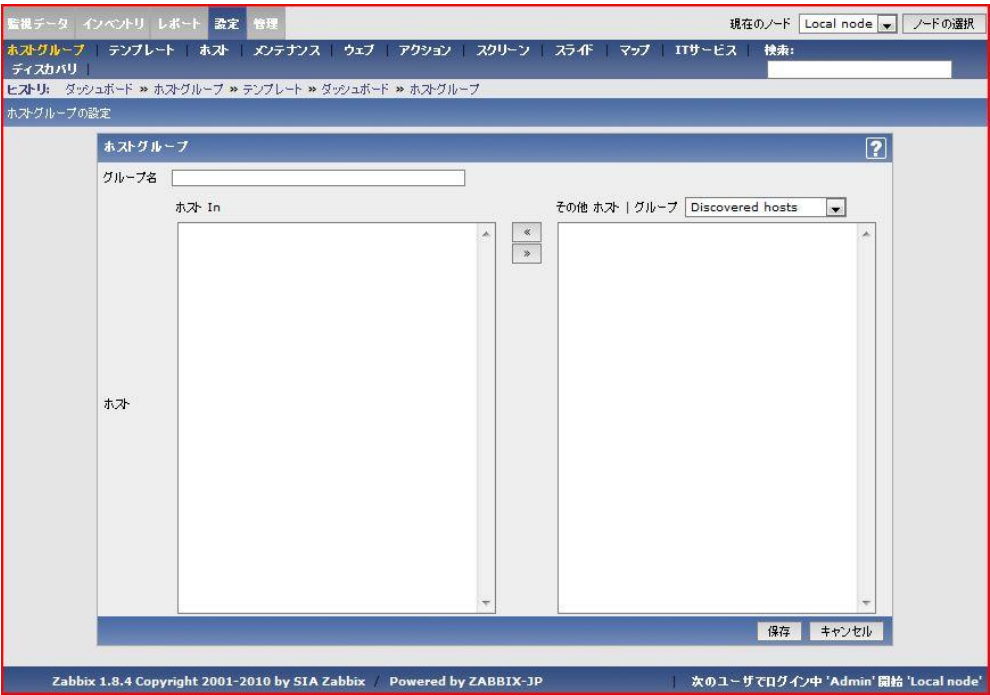 監視データ インベントリ レポート 設定 管理 現在のノード Local node ノードの選択
ホストグループ | テンプレート | ホスト | メンテナンス | ウェブ | アクション | スクリーン | スライド | マップ | ITサービス | 検索:
ディスカバリ |
ヒストリ: ダッシュボード » ホストグループ » テンプレート » ダッシュボード » ホストグループ
ホストグループの設定
ホストグループ ?
グループ名
ホスト In その他 ホスト | グループ Discovered hosts
«
»
ホスト
保存 キャンセル
Zabbix 1.8.4 Copyright 2001-2010 by SIA Zabbix / Powered by ZABBIX-JP | 次のユーザでログイン中 'Admin' 開始 'Local node'